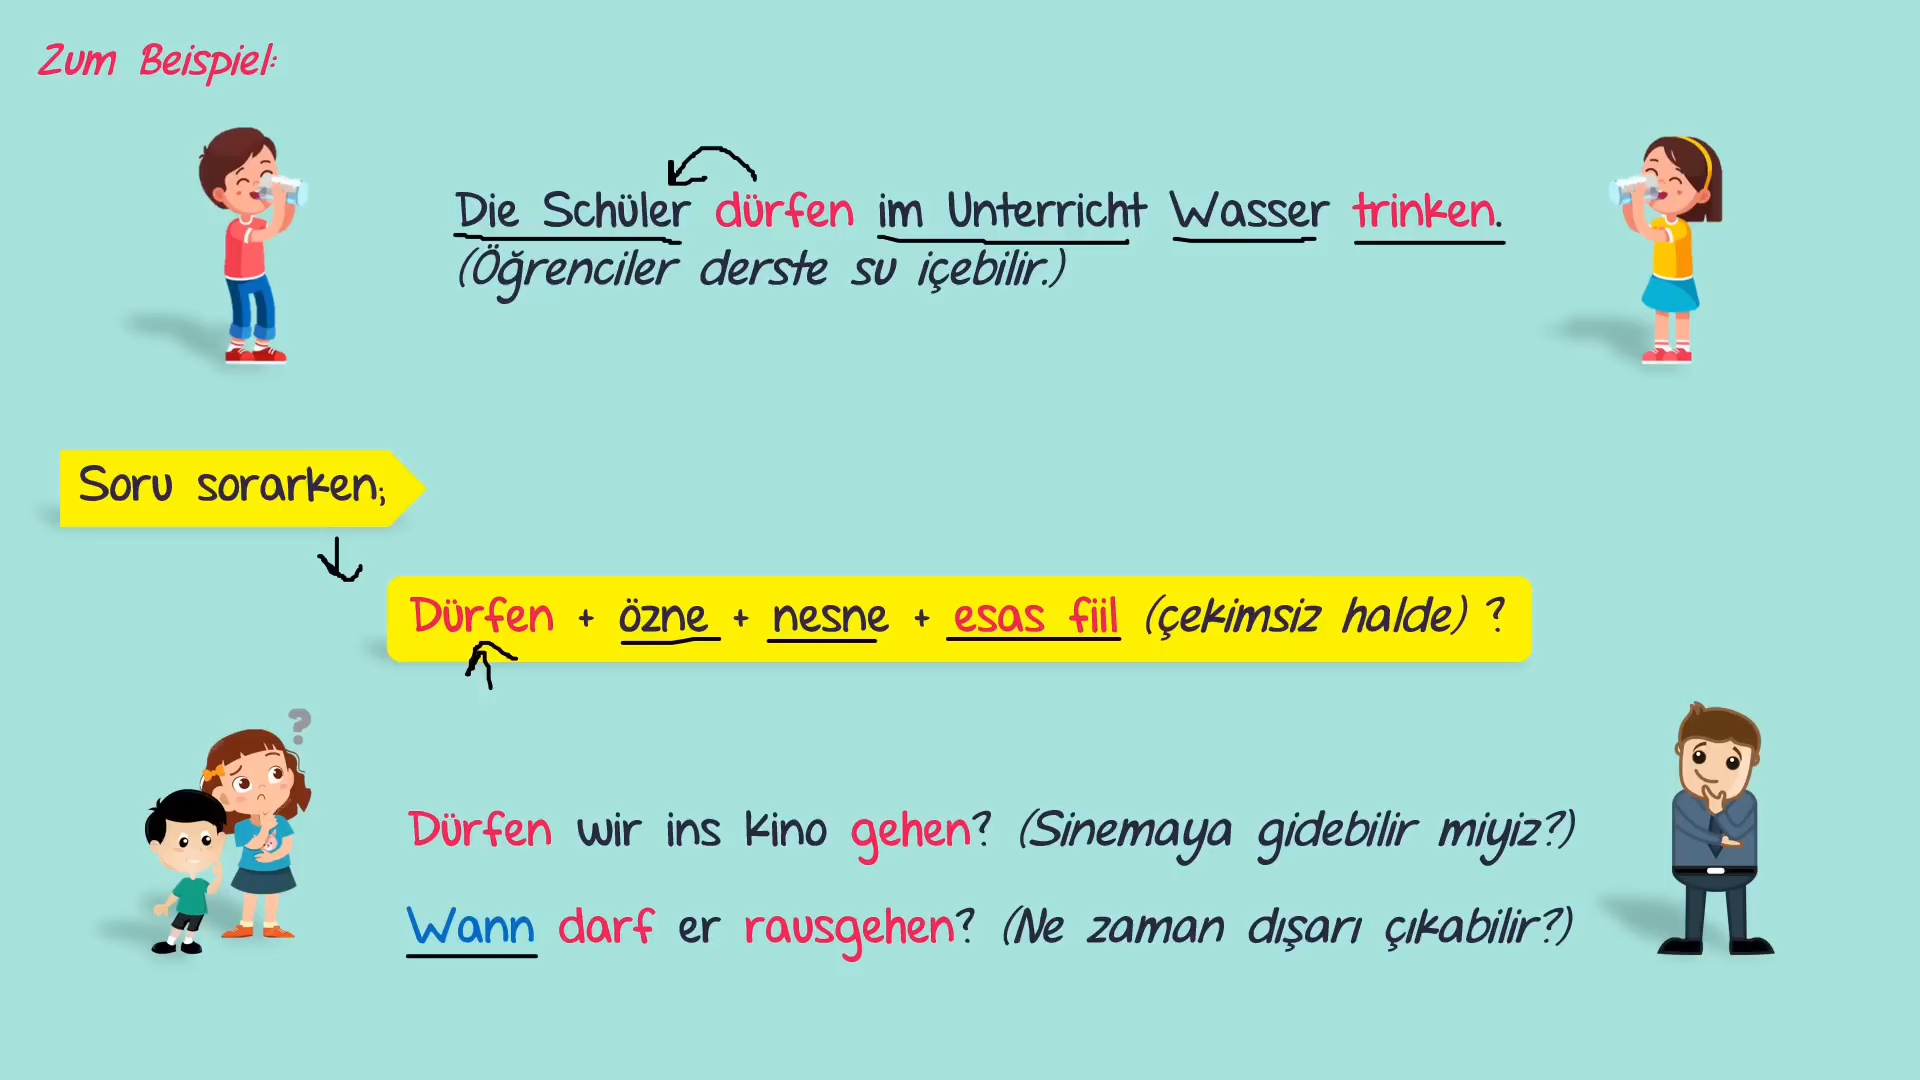 Zum Beispiel:
Die Schüler dürfen im Unterricht Wasser trinken.
(Öğrenciler derste su içebilir.)
Soru sorarken;
Dürfen + özne + nesne + esas fiil (çekimsiz halde) ?
?
Dürfen wir ins Kino gehen? (Sinemaya gidebilir miyiz?)
Wann darf er rausgehen? (Ne zaman dışarı çıkabilir?)